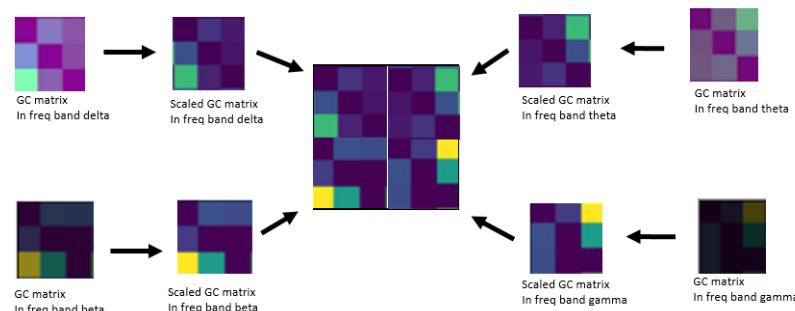 GC matrix
In freq band delta
Scaled GC matrix
In freq band delta
Scaled GC matrix
In freq band theta
GC matrix
In freq band theta
GC matrix
In freq band beta
Scaled GC matrix
In freq band beta
Scaled GC matrix
In freq band gamma
GC matrix
In freq band gamma